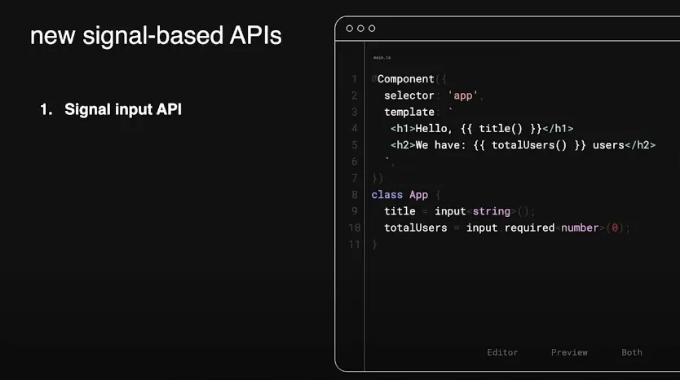 new signal-based APIs
1. Signal input API
main.ts
1 @Component({
2 selector: 'app',
3 template: `
4 <h1>Hello, {{ title() }}</h1>
5 <h2>We have: {{ totalUsers() }} users</h2>
6 `,
7 })
8 class App {
9 title = input<string>();
10 totalUsers = input required<number>(0);
11 }
Editor Preview Both